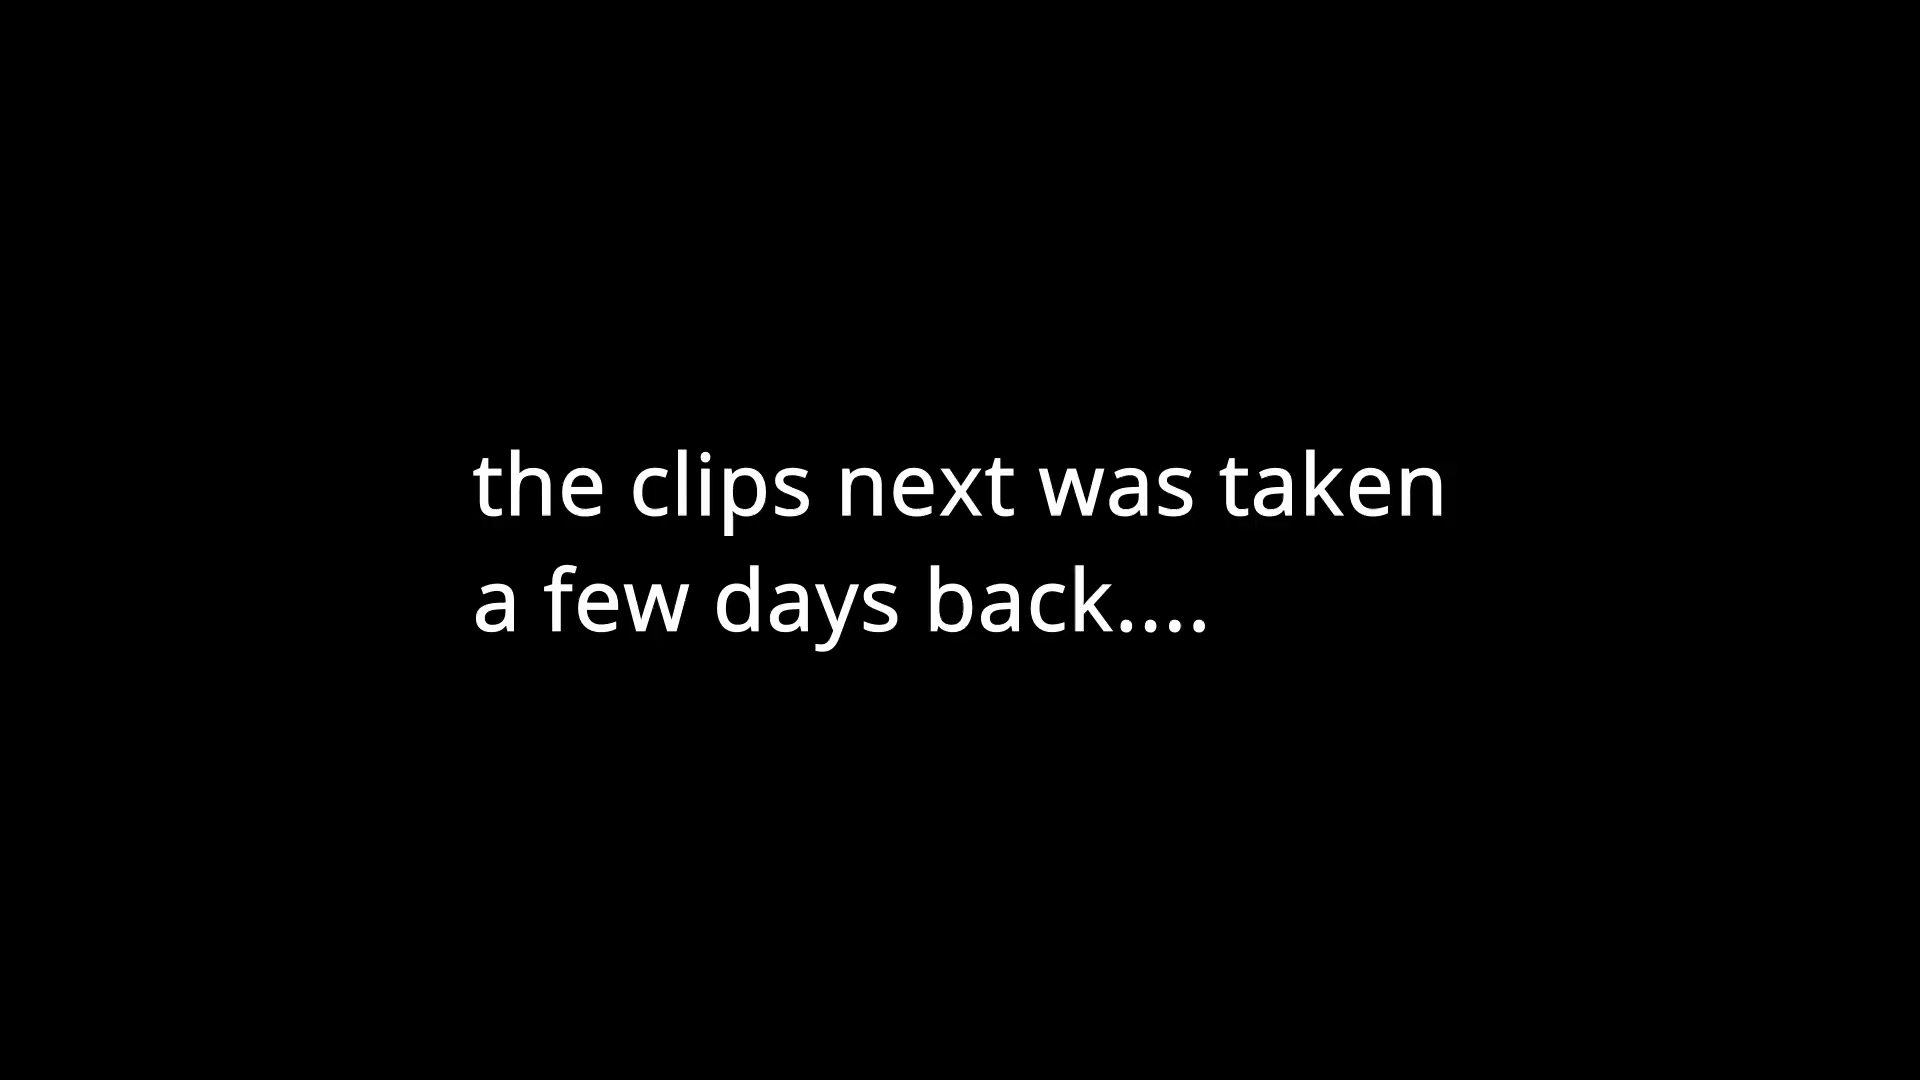 the clips next was taken
a few days back....